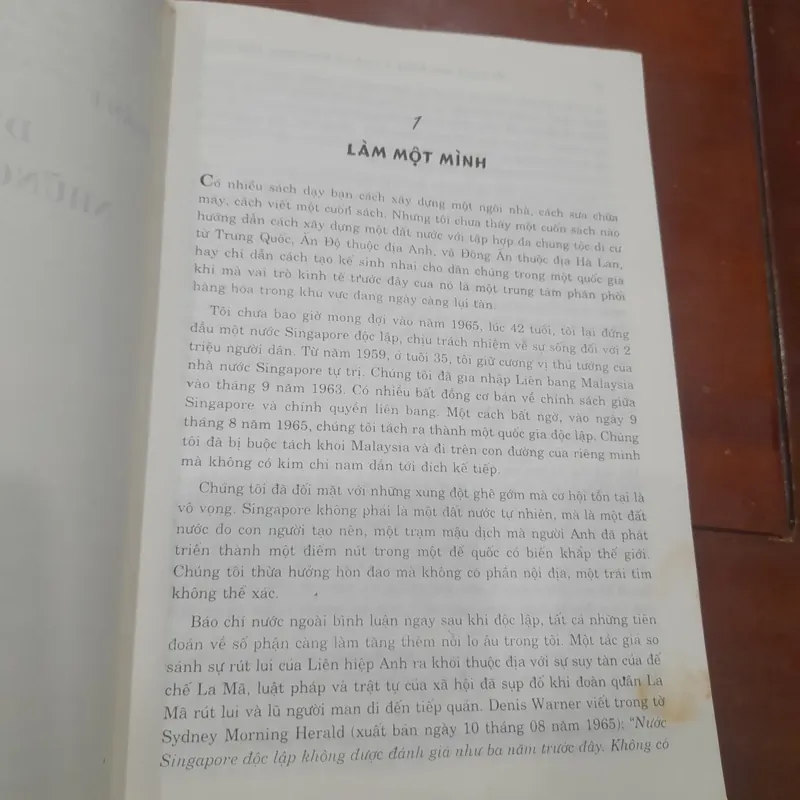 1
LÀM MỘT MÌNH
Có nhiều sách dạy bạn cách xây dựng một ngôi nhà, cách sửa chữa
máy, cách viết một cuốn sách. Nhưng tôi chưa thấy một cuốn sách nào
hướng dẫn cách xây dựng một đất nước với tập hợp đa chủng tộc di cư
từ Trung Quốc, Ấn Độ thuộc địa Anh, và Đông Ấn thuộc địa Hà Lan,
hay chỉ dẫn cách tạo kế sinh nhai cho dân chúng trong một quốc gia
khi mà vai trò kinh tế trước đây của nó là một trung tâm phân phối
hàng hóa trong khu vực đang ngày càng lụi tàn.
Tôi chưa bao giờ mong đợi vào năm 1965, lúc 42 tuổi, tôi lại đứng
đầu một nước Singapore độc lập, chịu trách nhiệm về sự sống đối với 2
triệu người dân. Từ năm 1959, ở tuổi 35, tôi giữ cương vị thủ tướng của
nhà nước Singapore tự trị. Chúng tôi đã gia nhập Liên bang Malaysia
vào tháng 9 năm 1963. Có nhiều bất đồng cơ bản về chính sách giữa
Singapore và chính quyền liên bang. Một cách bất ngờ, vào ngày 9
tháng 8 năm 1965, chúng tôi tách ra thành một quốc gia độc lập. Chúng
tôi đã bị buộc tách khỏi Malaysia và đi trên con đường của riêng mình
mà không có kim chỉ nam dẫn tới đích kế tiếp.
Chúng tôi đã đối mặt với những xung đột ghê gớm mà cơ hội tồn tại là
vô vọng. Singapore không phải là một đất nước tự nhiên, mà là một đất
nước do con người tạo nên, một trạm mậu dịch mà người Anh đã phát
triển thành một điểm nút trong một đế quốc có biển khắp thế giới.
Chúng tôi thừa hưởng hòn đảo mà không có phần nội địa, một trái tim
không thể xác.
Báo chí nước ngoài bình luận ngay sau khi độc lập, tất cả những tiên
đoán về số phận càng làm tăng thêm nỗi lo âu trong tôi. Một tác giả so
sánh sự rút lui của Liên hiệp Anh ra khỏi thuộc địa với sự suy tàn của đế
chế La Mã, luật pháp và trật tự của xã hội đã sụp đổ khi đoàn quân La
Mã rút lui và lũ người man di đến tiếp quản. Denis Warner viết trong tờ
Sydney Morning Herald (xuất bản ngày 10 tháng 08 năm 1965): "Nước
Singapore độc lập không được đánh giá như ba năm trước đây. Không có